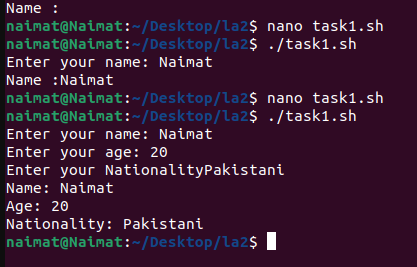 Name :
naimat@Naimat:~/Desktop/la2$ nano task1.sh
naimat@Naimat:~/Desktop/la2$ ./task1.sh
Enter your name: Naimat
Name :Naimat
naimat@Naimat:~/Desktop/la2$ nano task1.sh
naimat@Naimat:~/Desktop/la2$ ./task1.sh
Enter your name: Naimat
Enter your age: 20
Enter your NationalityPakistani
Name: Naimat
Age: 20
Nationality: Pakistani
naimat@Naimat:~/Desktop/la2$